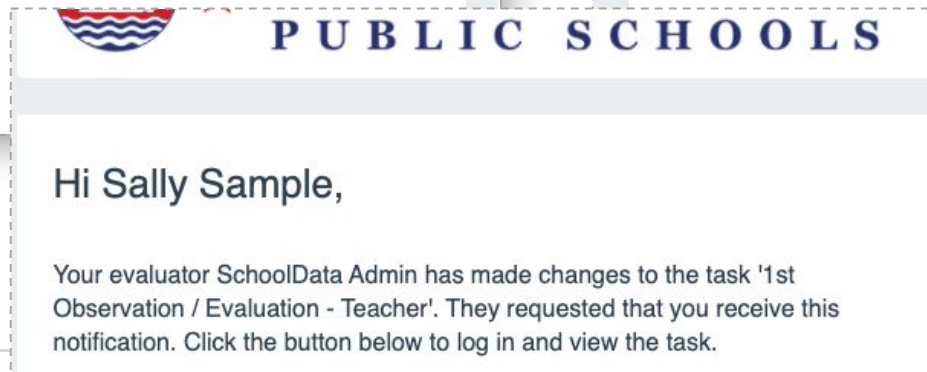 PUBLIC SCHOOLS
Hi Sally Sample,
Your evaluator SchoolData Admin has made changes to the task '1st
Observation / Evaluation - Teacher'. They requested that you receive this
notification. Click the button below to log in and view the task.